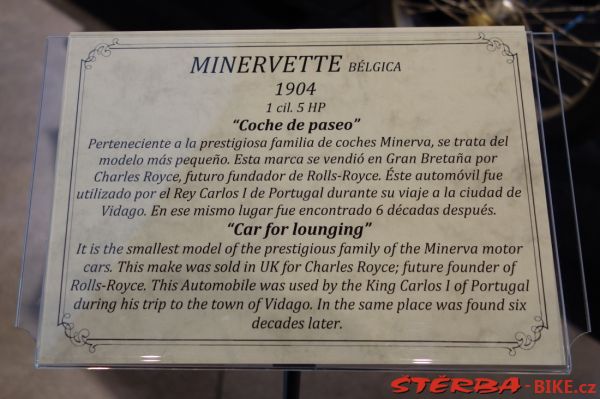 MINERVETTE BÉLGICA
1904
1 cil. 5 HP
“Coche de paseo”
Perteneciente a la prestigiosa familia de coches Minerva, se trata del
modelo más pequeño. Esta marca se vendió en Gran Bretaña por
Charles Royce, futuro fundador de Rolls-Royce. Éste automóvil fue
utilizado por el Rey Carlos I de Portugal durante su viaje a la ciudad de
Vidago. En ese mismo lugar fue encontrado 6 décadas después.
“Car for lounging”
It is the smallest model of the prestigious family of the Minerva motor
cars. This make was sold in UK for Charles Royce; future founder of
Rolls-Royce. This Automobile was used by the King Carlos I of Portugal
during his trip to the town of Vidago. In the same place was found six
decades later.
ŠTĚRBA-BIKE.cz